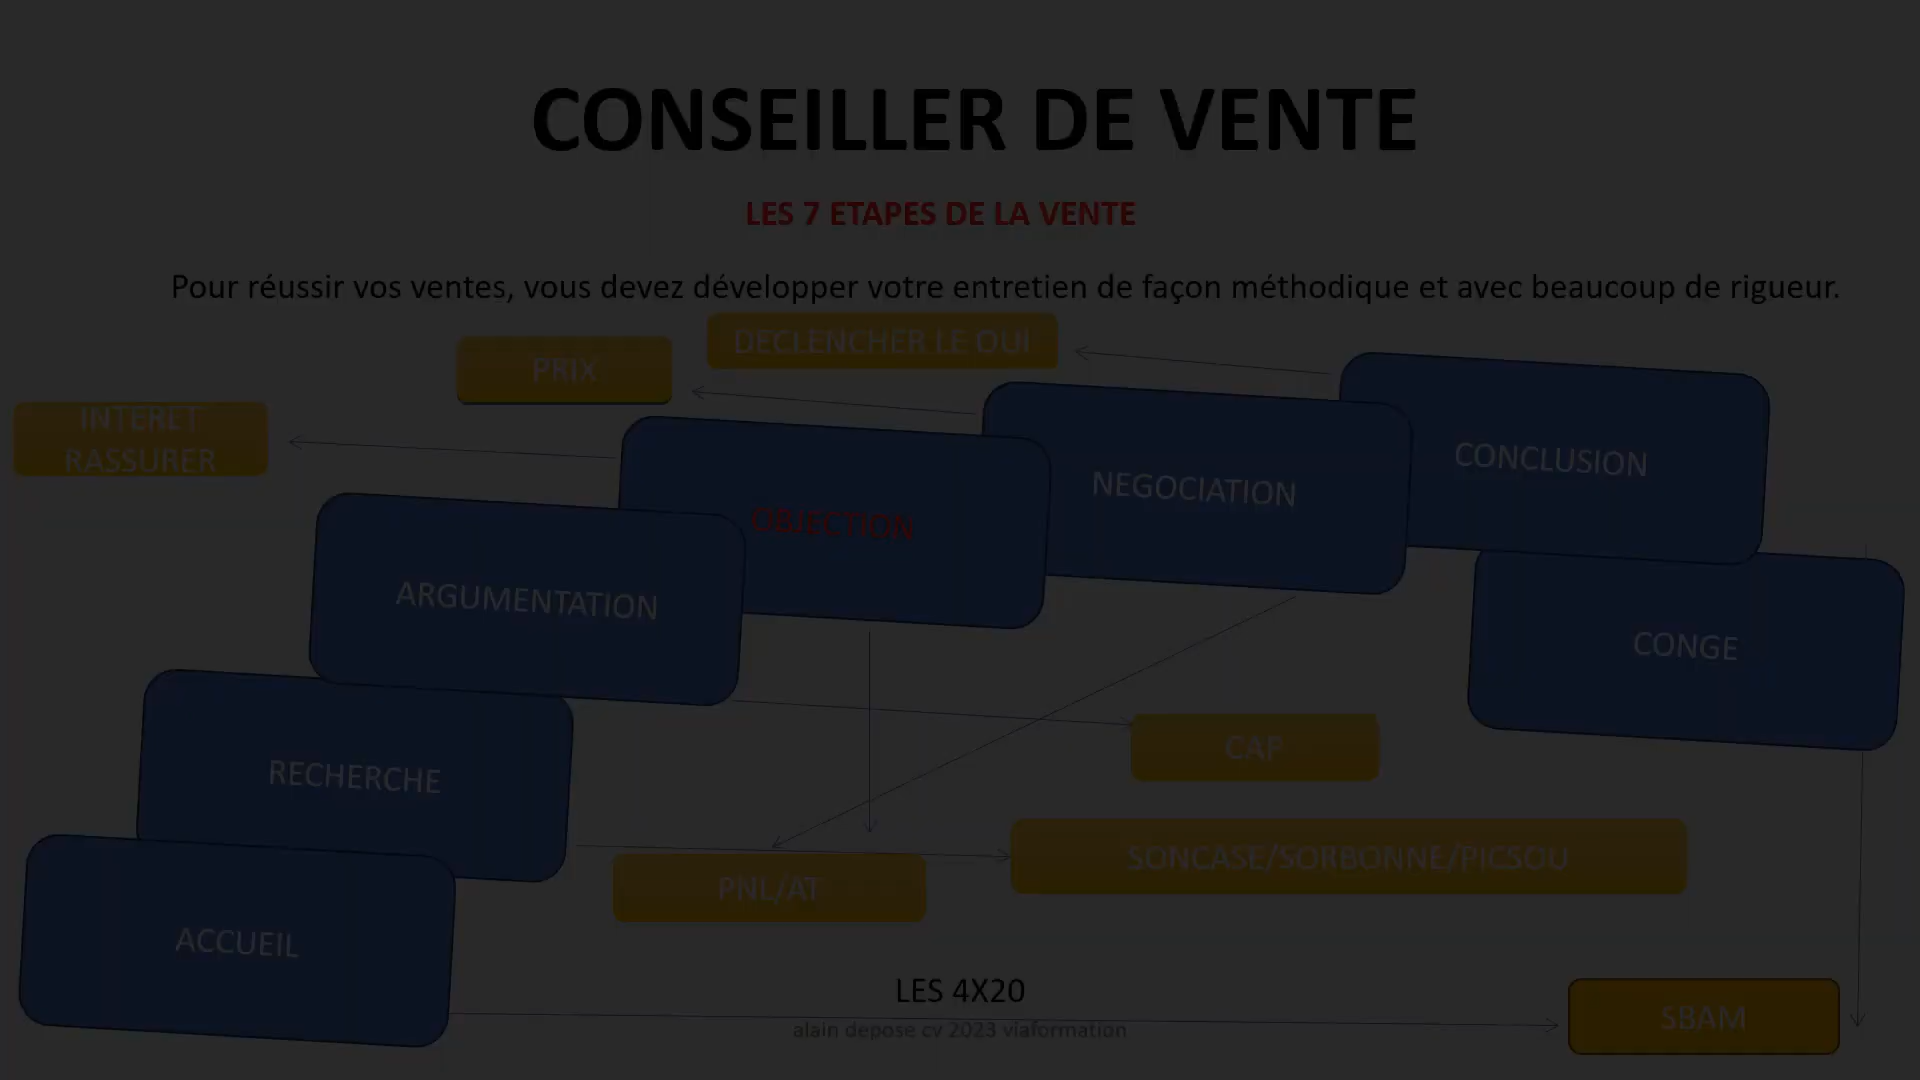 CONSEILLER DE VENTE
LES 7 ETAPES DE LA VENTE
Pour réussir vos ventes, vous devez développer votre entretien de façon méthodique et avec beaucoup de rigueur.
DECLENCHER LE OUI
PRIX
INTERET
RASSURER
CONCLUSION
NEGOCIATION
OBJECTION
ARGUMENTATION
CONGE
CAP
RECHERCHE
SONCASE/SORBONNE/PICSOU
PNL/AT
ACCUEIL
LES 4X20
SBAM
alain depose cv 2023 viaformation